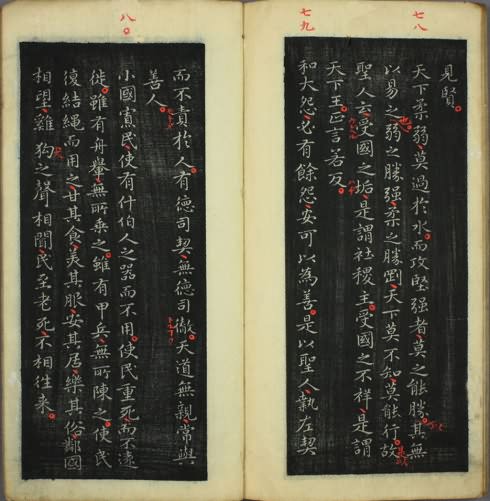 七八
見賢
天下柔弱莫過於水而攻堅强者莫之能勝其無
以易之弱之勝强柔之勝剛天下莫不知莫能行故
聖人云受國之垢是謂社稷主受國之不祥是謂
天下王正言若反
七九
和大怨必有餘怨安可以為善是以聖人執左契
而不責於人有德司契無德司徹天道無親常與
善人
八〇
小國寡民使有什伯人之器而不用使民重死而不遠
徙雖有舟轝無所乘之雖有甲兵無所陳之使民
復結繩而用之甘其食美其服安其居樂其俗鄰國
相望雞狗之聲相聞民至老死不相往来